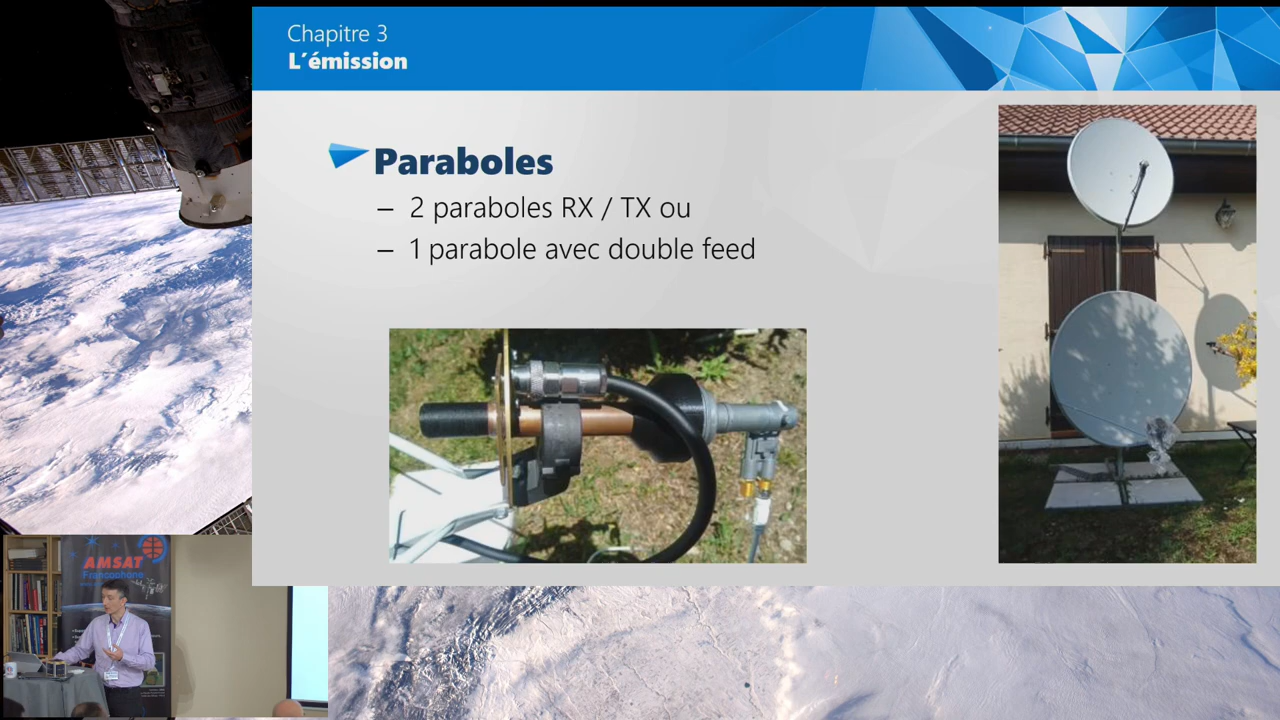 Chapitre 3
L'émission
Paraboles
– 2 paraboles RX / TX ou
– 1 parabole avec double feed
AMSAT
Francophone